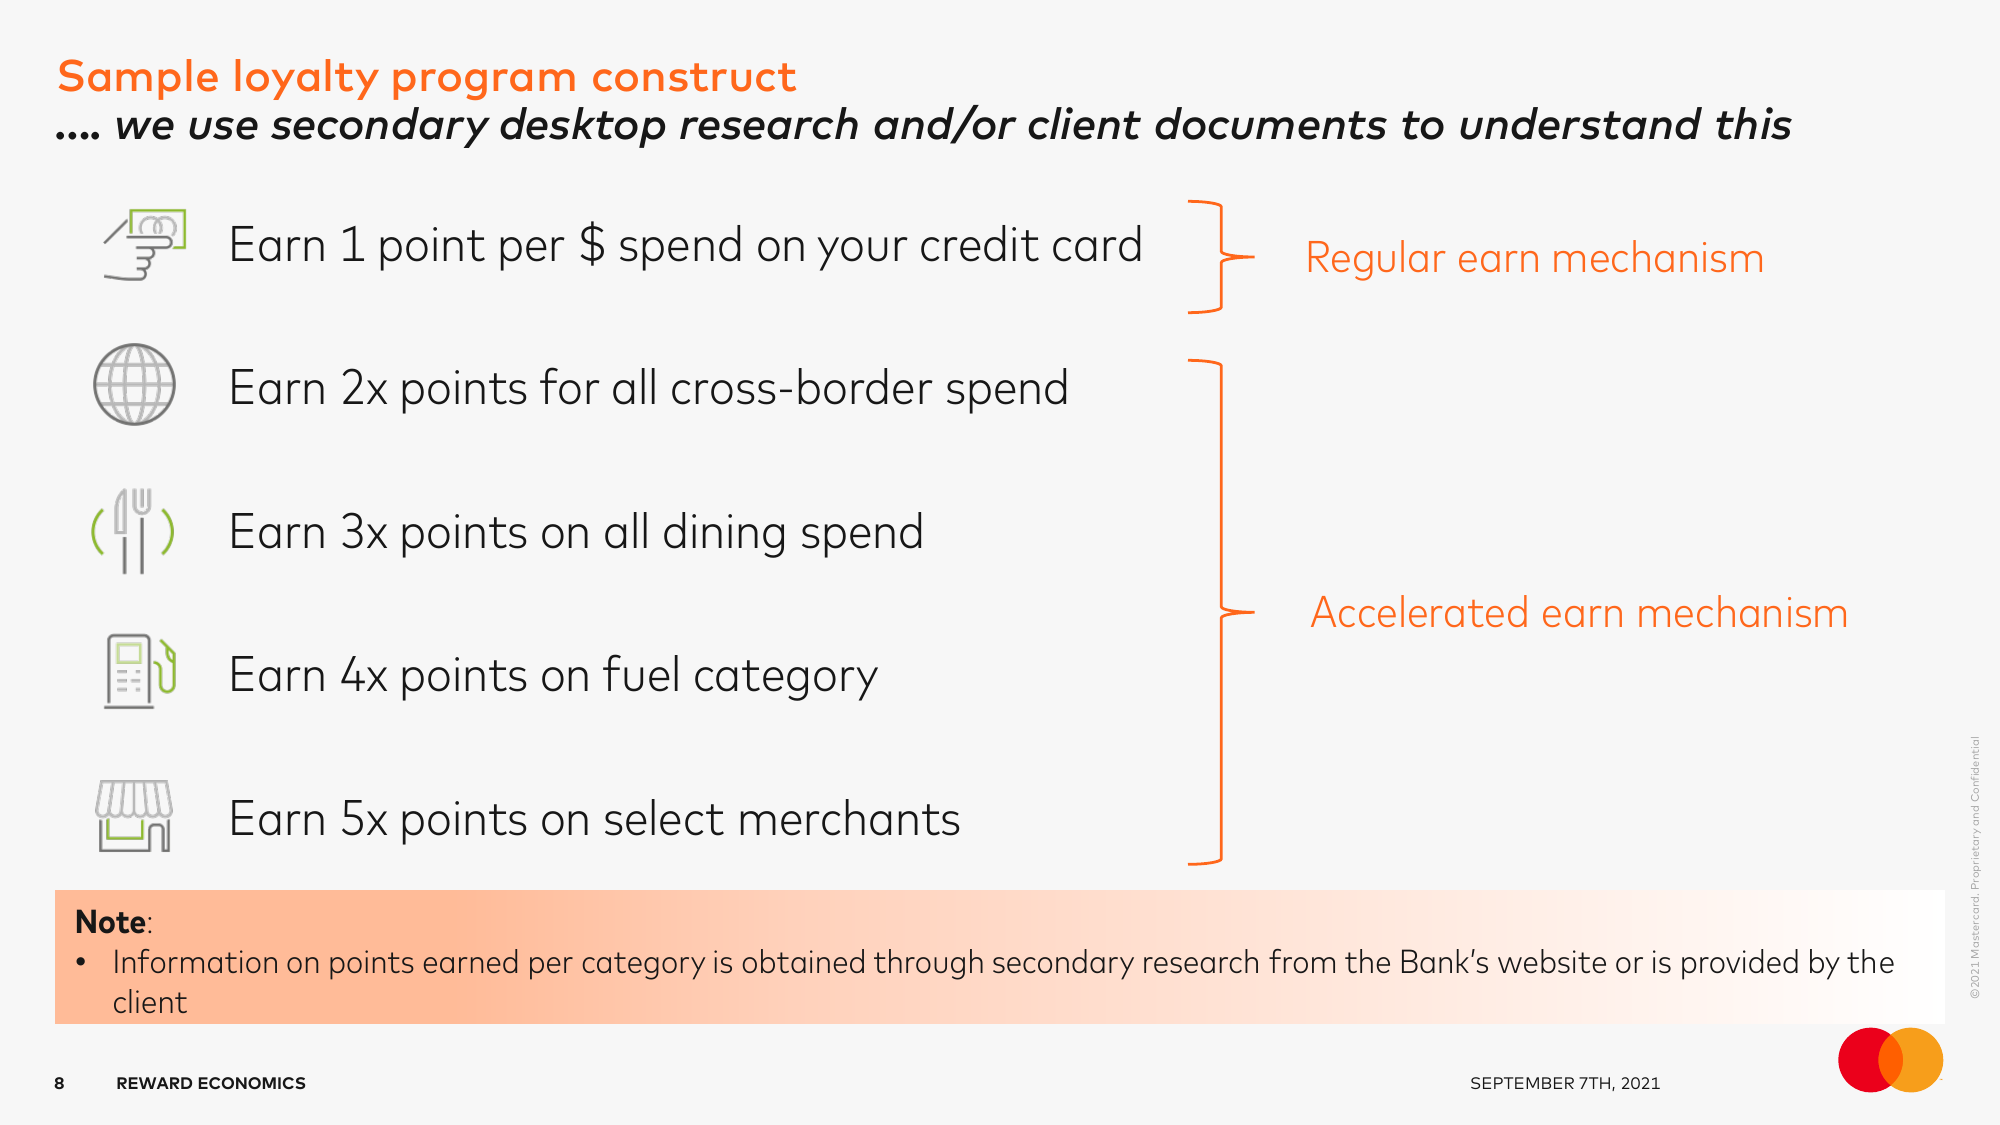 Sample loyalty program construct
…. we use secondary desktop research and/or client documents to understand this
Earn 1 point per $ spend on your credit card
Regular earn mechanism
Earn 2x points for all cross-border spend
Earn 3x points on all dining spend
Accelerated earn mechanism
Earn 4x points on fuel category
Earn 5x points on select merchants
Note:
• Information on points earned per category is obtained through secondary research from the Bank’s website or is provided by the
client
©2021 Mastercard. Proprietary and Confidential
8 REWARD ECONOMICS SEPTEMBER 7TH, 2021